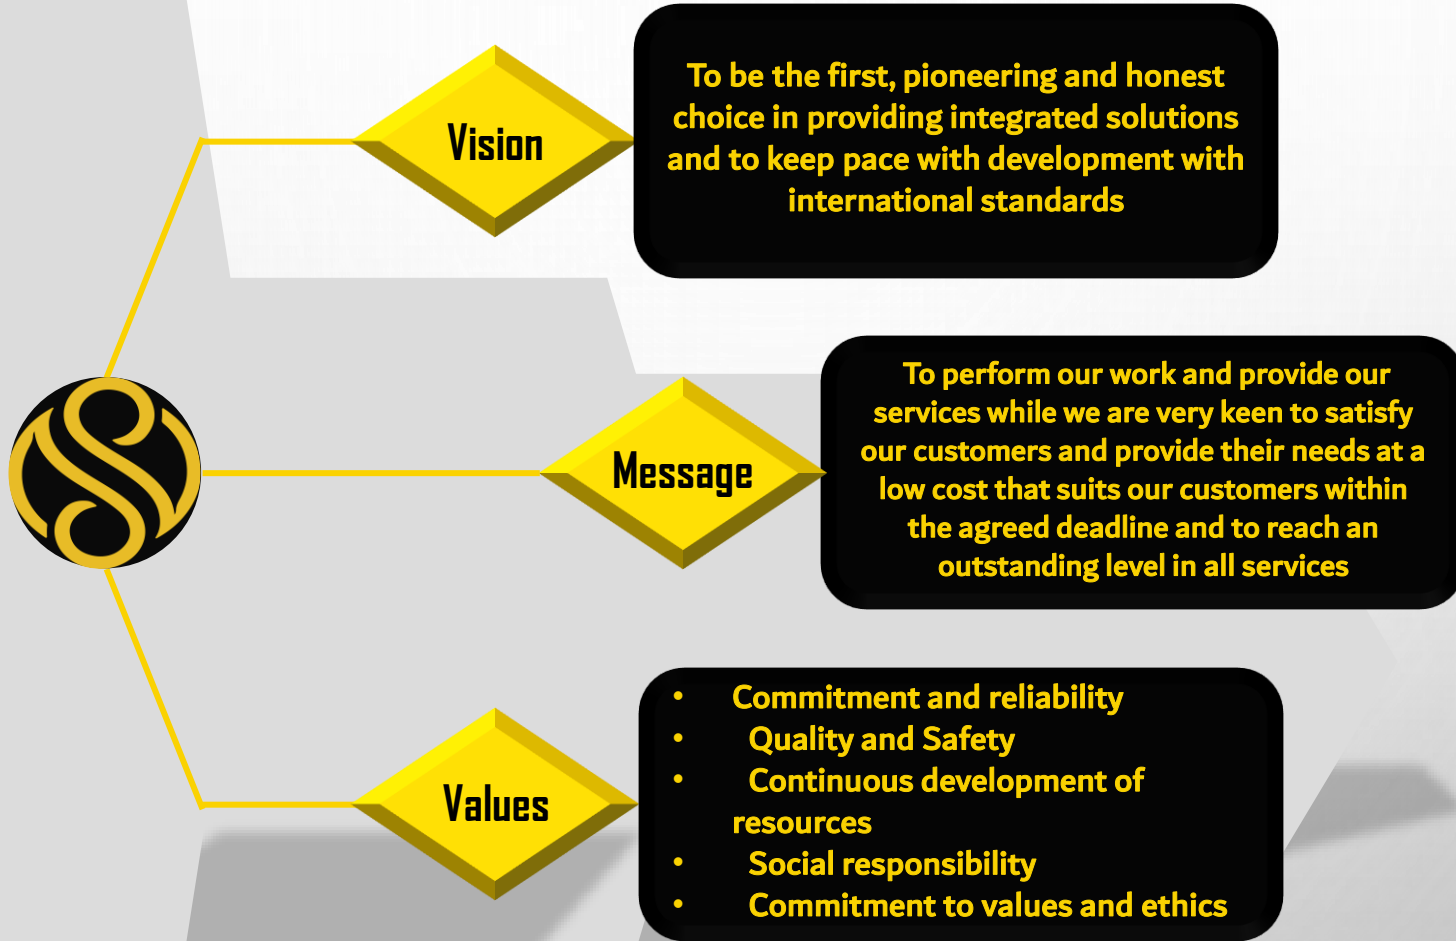 Vision
To be the first, pioneering and honest
choice in providing integrated solutions
and to keep pace with development with
international standards
Message
To perform our work and provide our
services while we are very keen to satisfy
our customers and provide their needs at a
low cost that suits our customers within
the agreed deadline and to reach an
outstanding level in all services
Values
• Commitment and reliability
• Quality and Safety
• Continuous development of
resources
• Social responsibility
• Commitment to values and ethics